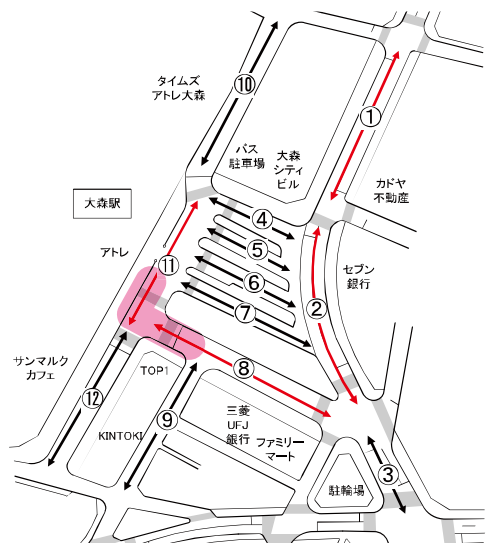 ⑩
タイムズ
アトレ大森
①
バス
駐車場
大森
シティ
ビル
カドヤ
不動産
大森駅
④
アトレ
⑤
⑪
⑥
セブン
銀行
②
⑦
サンマルク
カフェ
TOP1
⑧
⑫
KINTOKI
⑨
三菱
UFJ
銀行
ファミリー
マート
③
駐輪場